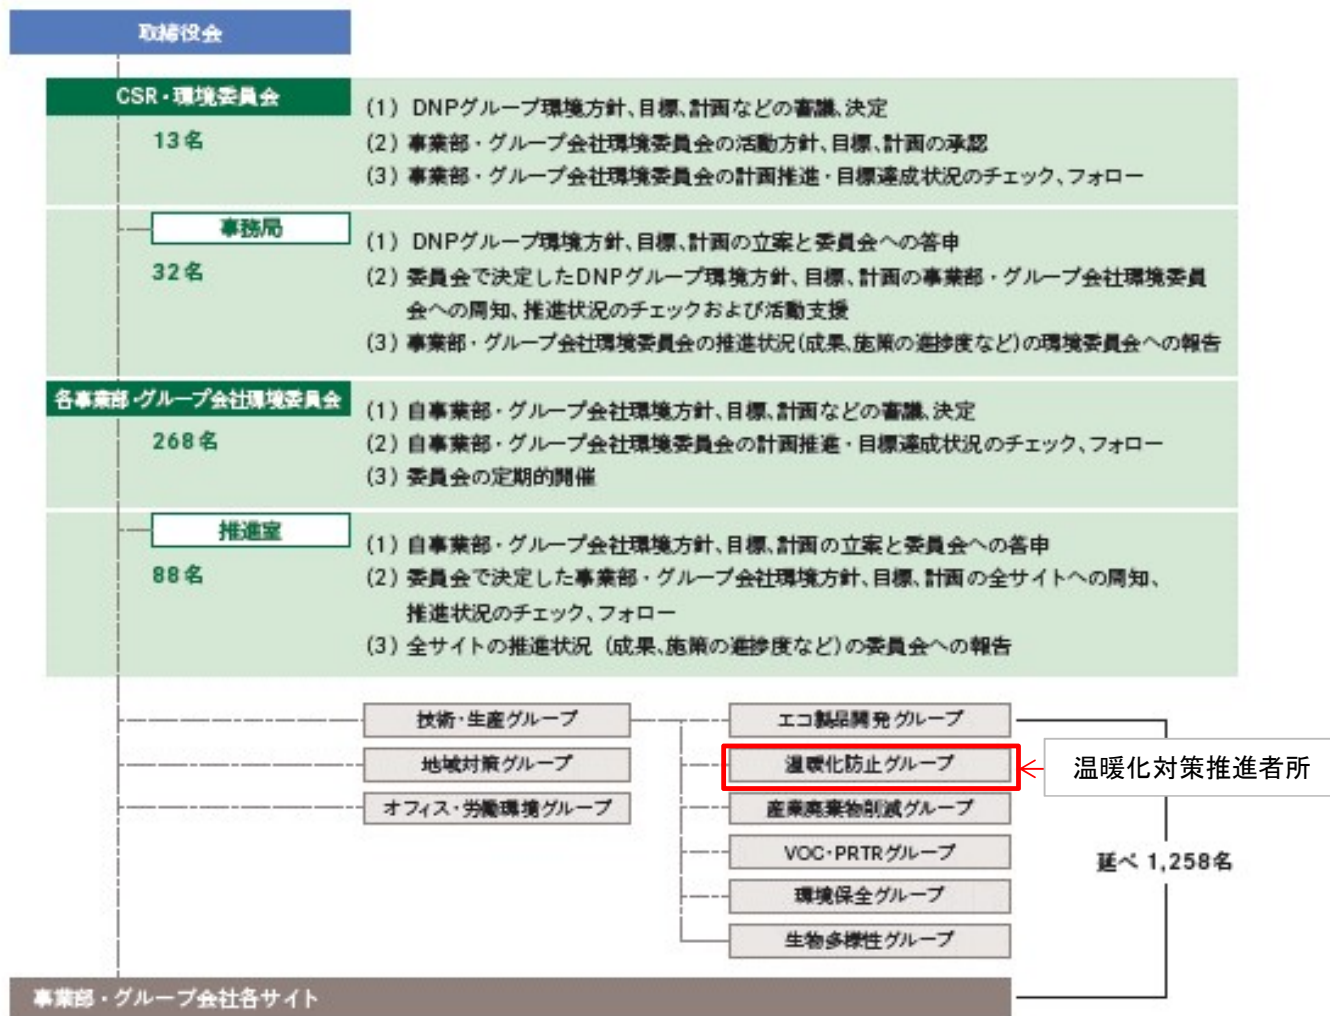 取締役会
CSR・環境委員会
13名
(1) DNPグループ環境方針、目標、計画などの審議、決定
(2) 事業部・グループ会社環境委員会の活動方針、目標、計画の承認
(3) 事業部・グループ会社環境委員会の計画推進・目標達成状況のチェック、フォロー
事務局
32名
(1) DNPグループ環境方針、目標、計画の立案と委員会への答申
(2) 委員会で決定したDNPグループ環境方針、目標、計画の事業部・グループ会社環境委員
会への周知、推進状況のチェックおよび活動支援
(3) 事業部・グループ会社環境委員会の推進状況(成果、施策の進捗度など)の環境委員会への報告
各事業部・グループ会社環境委員会
268名
(1) 自事業部・グループ会社環境方針、目標、計画などの審議、決定
(2) 自事業部・グループ会社環境委員会の計画推進・目標達成状況のチェック、フォロー
(3) 委員会の定期的開催
推進室
88名
(1) 自事業部・グループ会社環境方針、目標、計画の立案と委員会への答申
(2) 委員会で決定した事業部・グループ会社環境方針、目標、計画の全サイトへの周知、
推進状況のチェック、フォロー
(3) 全サイトの推進状況 (成果、施策の進捗度など)の委員会への報告
技術・生産グループ
地域対策グループ
オフィス・労働環境グループ
エコ製品開発グループ
温暖化防止グループ
産業廃棄物削減グループ
VOC・PRTRグループ
環境保全グループ
生物多様性グループ
温暖化対策推進者所
延べ 1,258名
事業部・グループ会社各サイト